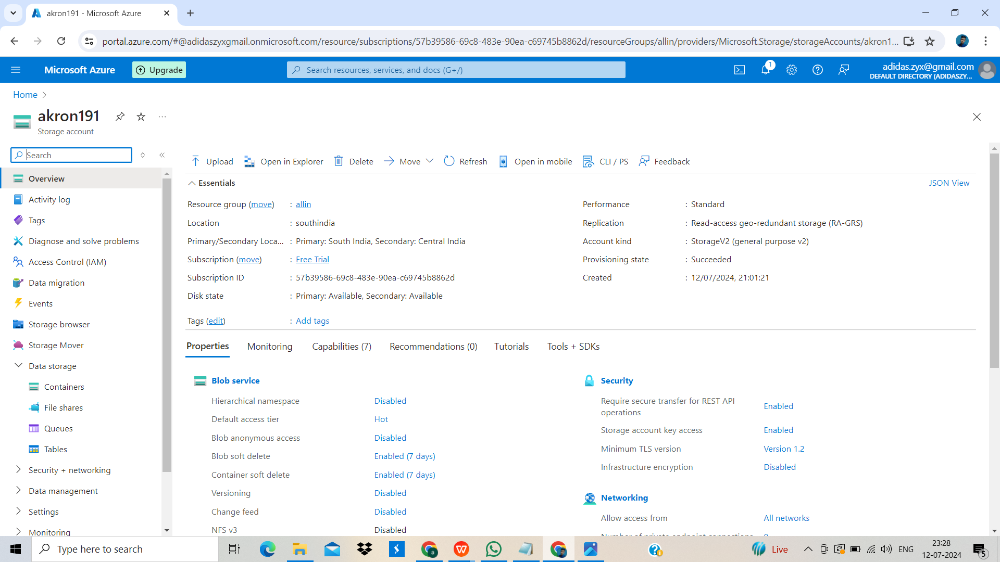 akron191 - Microsoft Azure
portal.azure.com/#@adidaszyxgmail.onmicrosoft.com/resource/subscriptions/57b39586-69c8-483e-90ea-c69745b8862d/resourceGroups/allin/providers/Microsoft.Storage/storageAccounts/akron1...
Microsoft Azure
Upgrade
Search resources, services, and docs (G+/)
1
adidas.zyx@gmail.com
DEFAULT DIRECTORY (ADIDASZY...
Home
akron191
Storage account
Search
Overview
Activity log
Tags
Diagnose and solve problems
Access Control (IAM)
Data migration
Events
Storage browser
Storage Mover
Data storage
Containers
File shares
Queues
Tables
Security + networking
Data management
Settings
Monitoring
Upload
Open in Explorer
Delete
Move
Refresh
Open in mobile
CLI / PS
Feedback
Essentials
JSON View
Resource group (move) : allin
Location : southindia
Primary/Secondary Loca... : Primary: South India, Secondary: Central India
Subscription (move) : Free Trial
Subscription ID : 57b39586-69c8-483e-90ea-c69745b8862d
Disk state : Primary: Available, Secondary: Available
Tags (edit) : Add tags
Performance : Standard
Replication : Read-access geo-redundant storage (RA-GRS)
Account kind : StorageV2 (general purpose v2)
Provisioning state : Succeeded
Created : 12/07/2024, 21:01:21
Properties
Monitoring
Capabilities (7)
Recommendations (0)
Tutorials
Tools + SDKs
Blob service
Hierarchical namespace Disabled
Default access tier Hot
Blob anonymous access Disabled
Blob soft delete Enabled (7 days)
Container soft delete Enabled (7 days)
Versioning Disabled
Change feed Disabled
NFS v3 Disabled
Security
Require secure transfer for REST API
operations Enabled
Storage account key access Enabled
Minimum TLS version Version 1.2
Infrastructure encryption Disabled
Networking
Allow access from All networks
Number of private endpoint connections 0
Type here to search
Live
ENG
23:28
12-07-2024
5